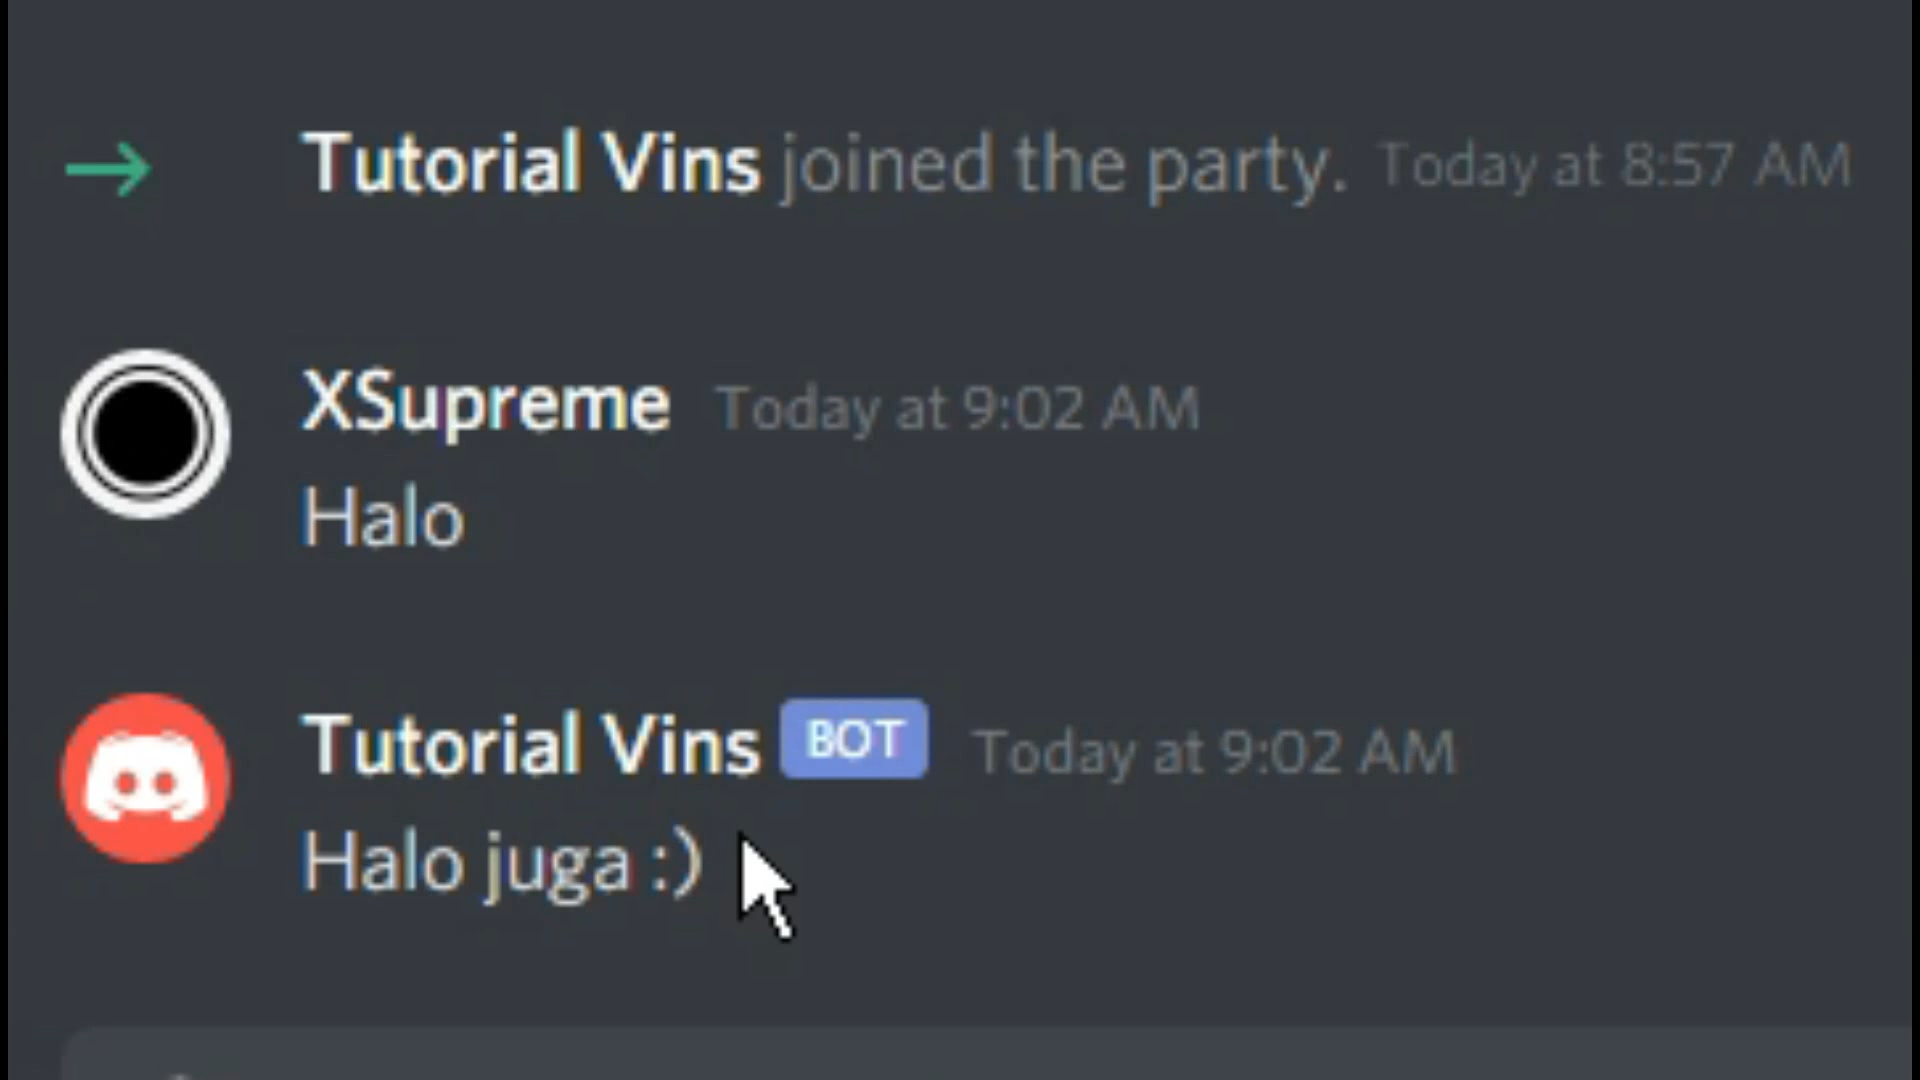 Tutorial Vins joined the party. Today at 8:57 AM
XSupreme Today at 9:02 AM
Halo
Tutorial Vins BOT Today at 9:02 AM
Halo juga :)